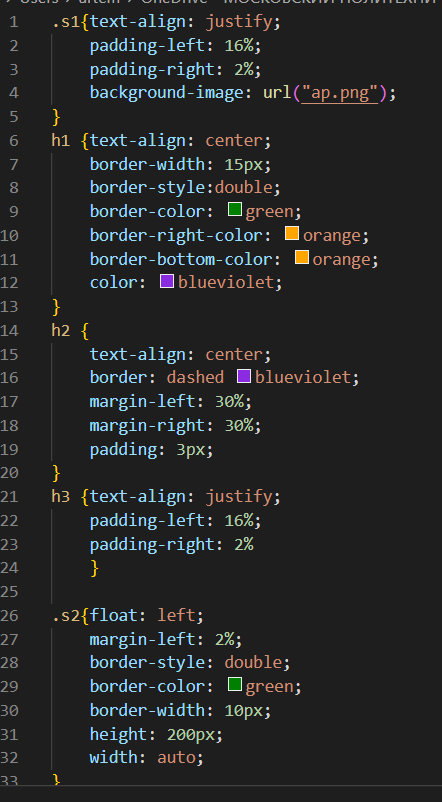 1 .s1{text-align: justify;
2 padding-left: 16%;
3 padding-right: 2%;
4 background-image: url("ap.png");
5 }
6 h1 {text-align: center;
7 border-width: 15px;
8 border-style:double;
9 border-color: green;
10 border-right-color: orange;
11 border-bottom-color: orange;
12 color: blueviolet;
13 }
14 h2 {
15 text-align: center;
16 border: dashed blueviolet;
17 margin-left: 30%;
18 margin-right: 30%;
19 padding: 3px;
20 }
21 h3 {text-align: justify;
22 padding-left: 16%;
23 padding-right: 2%
24 }
25
26 .s2{float: left;
27 margin-left: 2%;
28 border-style: double;
29 border-color: green;
30 border-width: 10px;
31 height: 200px;
32 width: auto;
33 }